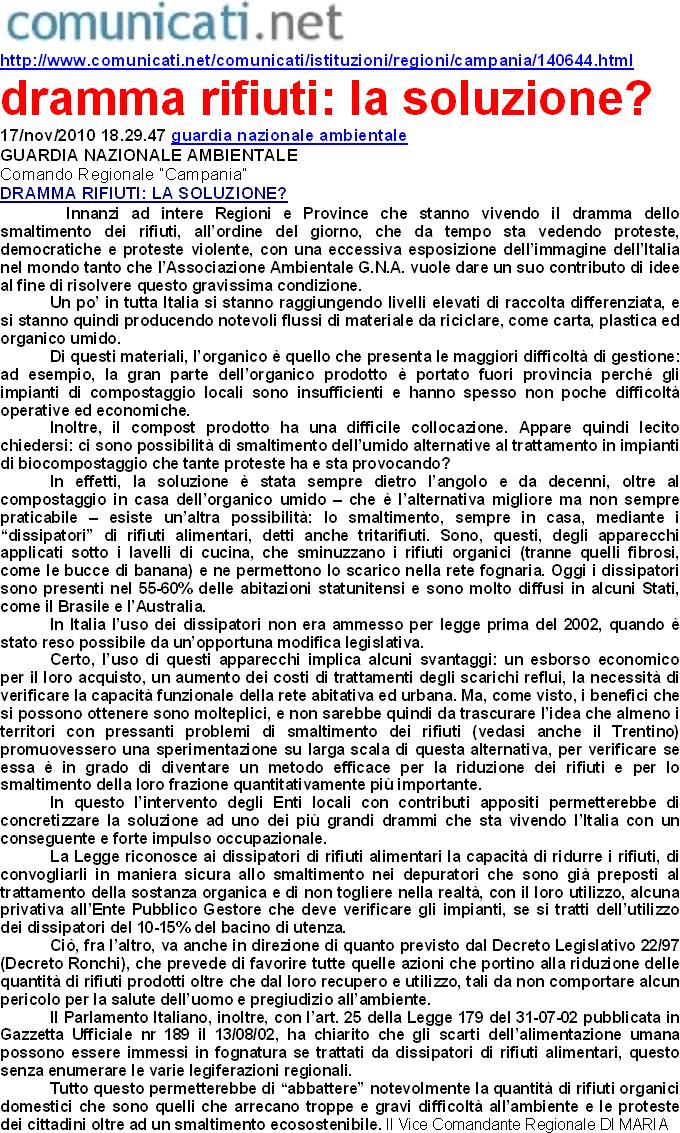 comunicati.net
http://www.comunicati.net/comunicati/istituzioni/regioni/campania/140644.html
dramma rifiuti: la soluzione?
17/nov/2010 18.29.47 guardia nazionale ambientale
GUARDIA NAZIONALE AMBIENTALE
Comando Regionale “Campania”
DRAMMA RIFIUTI: LA SOLUZIONE?
Innanzi ad intere Regioni e Province che stanno vivendo il dramma dello
smaltimento dei rifiuti, all’ordine del giorno, che da tempo sta vedendo proteste,
democratiche e proteste violente, con una eccessiva esposizione dell’immagine dell’Italia
nel mondo tanto che l’Associazione Ambientale G.N.A. vuole dare un suo contributo di idee
al fine di risolvere questo gravissima condizione.
Un po’ in tutta Italia si stanno raggiungendo livelli elevati di raccolta differenziata, e
si stanno quindi producendo notevoli flussi di materiale da riciclare, come carta, plastica ed
organico umido.
Di questi materiali, l’organico è quello che presenta le maggiori difficoltà di gestione:
ad esempio, la gran parte dell’organico prodotto è portato fuori provincia perché gli
impianti di compostaggio locali sono insufficienti e hanno spesso non poche difficoltà
operative ed economiche.
Inoltre, il compost prodotto ha una difficile collocazione. Appare quindi lecito
chiedersi: ci sono possibilità di smaltimento dell’umido alternative al trattamento in impianti
di biocompostaggio che tante proteste ha e sta provocando?
In effetti, la soluzione è stata sempre dietro l’angolo e da decenni, oltre al
compostaggio in casa dell’organico umido – che è l’alternativa migliore ma non sempre
praticabile – esiste un’altra possibilità: lo smaltimento, sempre in casa, mediante i
“dissipatori” di rifiuti alimentari, detti anche tritarifiuti. Sono, questi, degli apparecchi
applicati sotto i lavelli di cucina, che sminuzzano i rifiuti organici (tranne quelli fibrosi,
come le bucce di banana) e ne permettono lo scarico nella rete fognaria. Oggi i dissipatori
sono presenti nel 55-60% delle abitazioni statunitensi e sono molto diffusi in alcuni Stati,
come il Brasile e l’Australia.
In Italia l’uso dei dissipatori non era ammesso per legge prima del 2002, quando è
stato reso possibile da un’opportuna modifica legislativa.
Certo, l’uso di questi apparecchi implica alcuni svantaggi: un esborso economico
per il loro acquisto, un aumento dei costi di trattamenti degli scarichi reflui, la necessità di
verificare la capacità funzionale della rete abitativa ed urbana. Ma, come visto, i benefici che
si possono ottenere sono molteplici, e non sarebbe quindi da trascurare l’idea che almeno i
territori con pressanti problemi di smaltimento dei rifiuti (vedasi anche il Trentino)
promuovessero una sperimentazione su larga scala di questa alternativa, per verificare se
essa è in grado di diventare un metodo efficace per la riduzione dei rifiuti e per lo
smaltimento della loro frazione quantitativamente più importante.
In questo l’intervento degli Enti locali con contributi appositi permetterebbe di
concretizzare la soluzione ad uno dei più grandi drammi che sta vivendo l’Italia con un
conseguente e forte impulso occupazionale.
La Legge riconosce ai dissipatori di rifiuti alimentari la capacità di ridurre i rifiuti, di
convogliarli in maniera sicura allo smaltimento nei depuratori che sono già preposti al
trattamento della sostanza organica e di non togliere nella realtà, con il loro utilizzo, alcuna
privativa all’Ente Pubblico Gestore che deve verificare gli impianti, se si tratti dell’utilizzo
dei dissipatori del 10-15% del bacino di utenza.
Ciò, fra l’altro, va anche in direzione di quanto previsto dal Decreto Legislativo 22/97
(Decreto Ronchi), che prevede di favorire tutte quelle azioni che portino alla riduzione delle
quantità di rifiuti prodotti oltre che dal loro recupero e utilizzo, tali da non comportare alcun
pericolo per la salute dell’uomo e pregiudizio all’ambiente.
Il Parlamento Italiano, inoltre, con l’art. 25 della Legge 179 del 31-07-02 pubblicata in
Gazzetta Ufficiale nr 189 il 13/08/02, ha chiarito che gli scarti dell’alimentazione umana
possono essere immessi in fognatura se trattati da dissipatori di rifiuti alimentari, questo
senza enumerare le varie legiferazioni regionali.
Tutto questo permetterebbe di “abbattere” notevolmente la quantità di rifiuti organici
domestici che sono quelli che arrecano troppe e gravi difficoltà all’ambiente e le proteste
dei cittadini oltre ad un smaltimento ecosostenibile. Il Vice Comandante Regionale DI MARIA